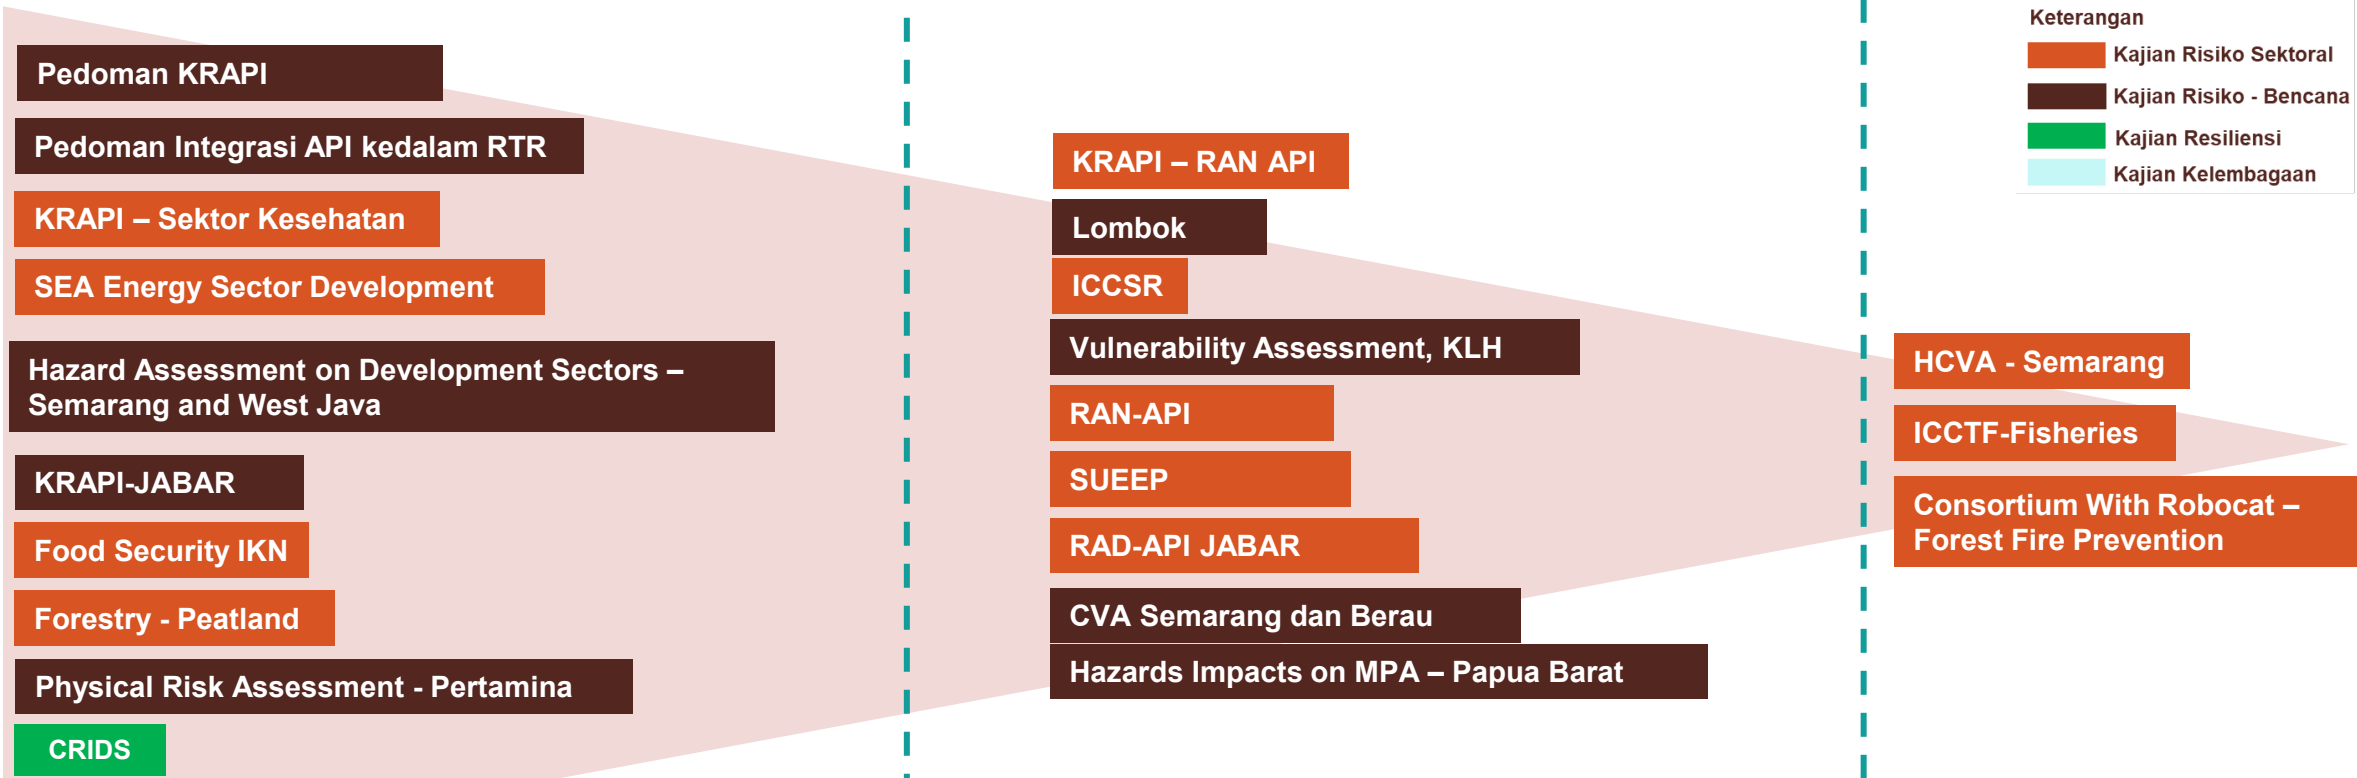 Pedoman KRAPI
Pedoman Integrasi API kedalam RTR
KRAPI – Sektor Kesehatan
SEA Energy Sector Development
Hazard Assessment on Development Sectors –
Semarang and West Java
KRAPI-JABAR
Food Security IKN
Forestry - Peatland
Physical Risk Assessment - Pertamina
CRIDS
KRAPI – RAN API
Lombok
ICCSR
Vulnerability Assessment, KLH
RAN-API
SUEEP
RAD-API JABAR
CVA Semarang dan Berau
Hazards Impacts on MPA – Papua Barat
Keterangan
Kajian Risiko Sektoral
Kajian Risiko - Bencana
Kajian Resiliensi
Kajian Kelembagaan
HCVA - Semarang
ICCTF-Fisheries
Consortium With Robocat –
Forest Fire Prevention